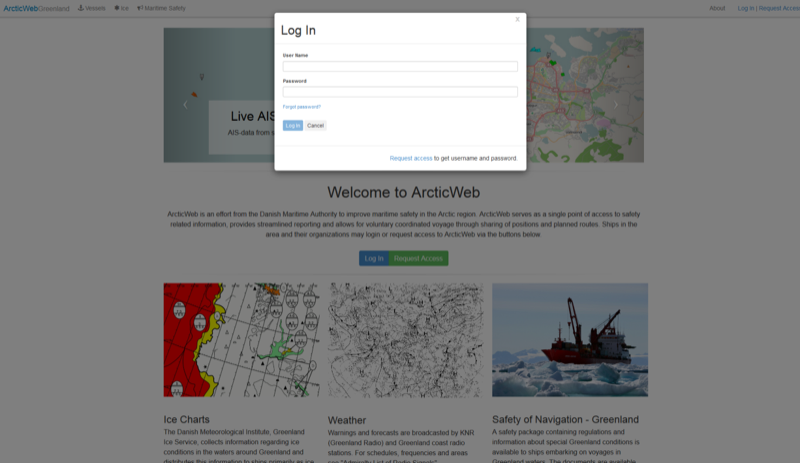 ArcticWeb Greenland Vessels Ice Maritime Safety About Log in | Request Access
x
Log In
User Name
Password
Forgot password?
Log In Cancel
Request access to get username and password.
Live AIS
AIS-data from s
Welcome to ArcticWeb
ArcticWeb is an effort from the Danish Maritime Authority to improve maritime safety in the Arctic region. ArcticWeb serves as a single point of access to safety
related information, provides streamlined reporting and allows for voluntary coordinated voyage through sharing of positions and planned routes. Ships in the
area and their organizations may login or request access to ArcticWeb via the buttons below.
Log In Request Access
Ice Charts
The Danish Meteorological Institute, Greenland
Ice Service, collects information regarding ice
conditions in the waters around Greenland and
distributes this information to ships primarily as ice
Weather
Warnings and forecasts are broadcasted by KNR
(Greenland Radio) and Greenland coast radio
stations. For schedules, frequencies and areas
see "Admiralty List of Radio Signals"
Safety of Navigation - Greenland
A safety package containing regulations and
information about special Greenland conditions is
available to ships embarking on voyages in
Greenland waters. The documents are available